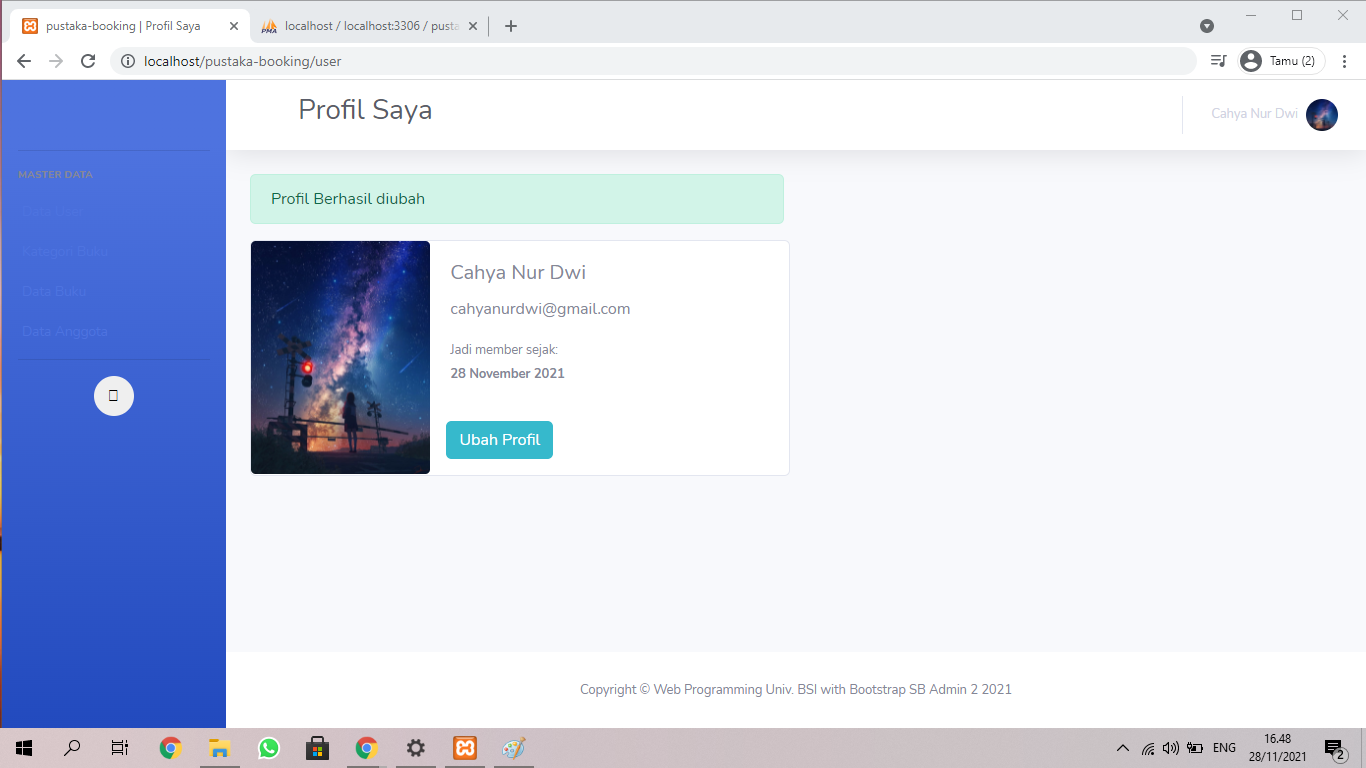 pustaka-booking | Profil Saya
localhost / localhost:3306 / pusta
localhost/pustaka-booking/user
Tamu (2)
Profil Saya
Cahya Nur Dwi
MASTER DATA
Data User
Kategori Buku
Data Buku
Data Anggota
Profil Berhasil diubah
Cahya Nur Dwi
cahyanurdwi@gmail.com
Jadi member sejak:
28 November 2021
Ubah Profil
Copyright © Web Programming Univ. BSI with Bootstrap SB Admin 2 2021
ENG
16.48
28/11/2021
2